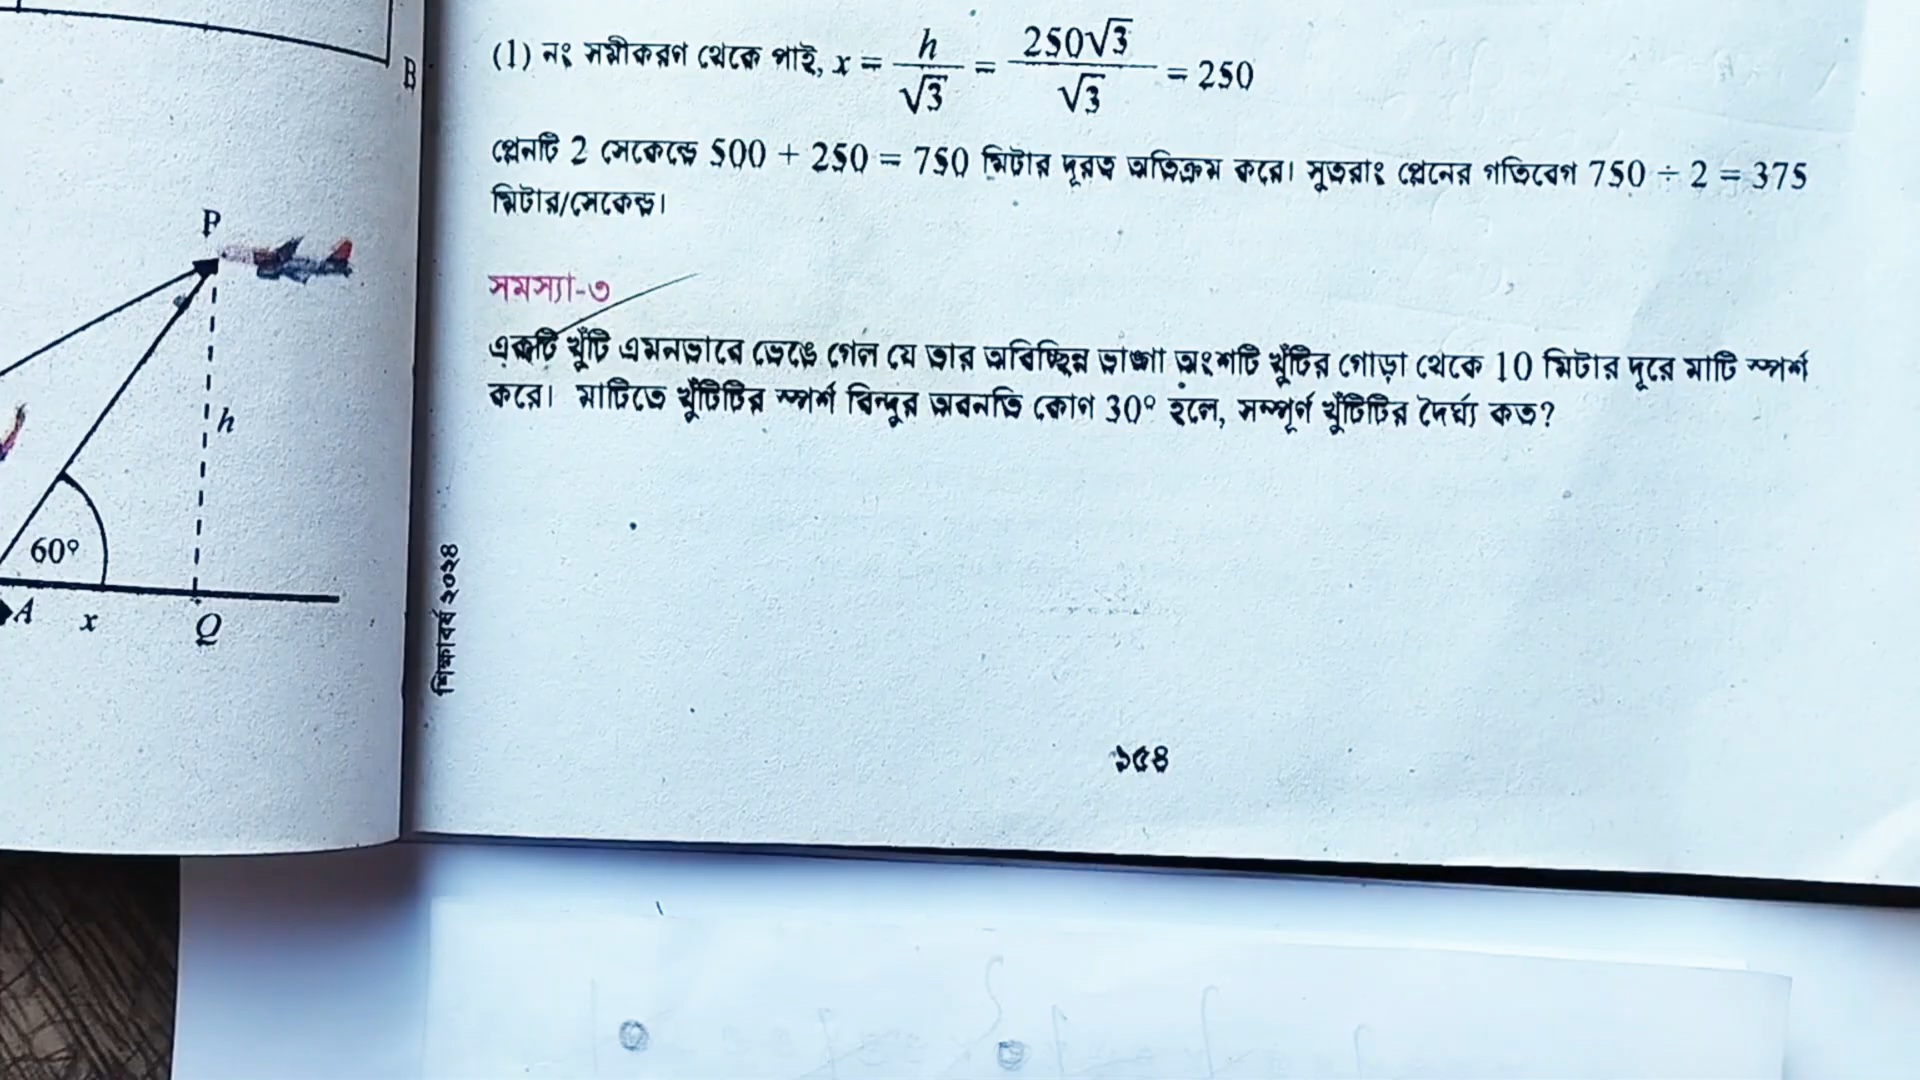 B
P
h
60°
A
x
Q
(1) নং সমীকরণ থেকে পাই, x = h/√3 = 250√3/√3 = 250
প্লেনটি 2 সেকেন্ডে 500 + 250 = 750 মিটার দূরত্ব অতিক্রম করে। সুতরাং প্লেনের গতিবেগ 750 ÷ 2 = 375
মিটার/সেকেন্ড।
সমস্যা-৩
একটি খুঁটি এমনভাবে ভেঙে গেল যে তার অবিচ্ছিন্ন ভাঙ্গা অংশটি খুঁটির গোড়া থেকে 10 মিটার দূরে মাটি স্পর্শ
করে। মাটিতে খুঁটিটির স্পর্শ বিন্দুর অবনতি কোণ 30° হলে, সম্পূর্ণ খুঁটিটির দৈর্ঘ্য কত?
শিক্ষাবর্ষ ২০২৪
১৫৪